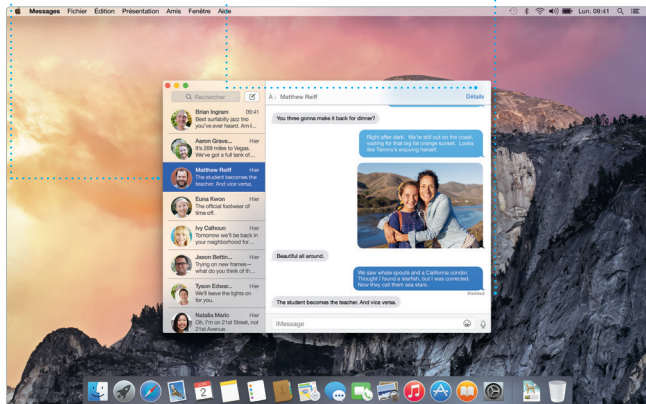 Messages Fichier Édition Présentation Amis Fenêtre Aide
Lun. 09:41
Rechercher
À : Matthew Reiff
Détails
Brian Ingram 09:41
Best surfabilly jazz trio
you've ever heard. Am I…
Aaron Grave… Hier
It's 269 miles to Vegas.
We've got a full tank of…
Matthew Reiff Hier
The student becomes the
teacher. And vice versa.
Euna Kwon Hier
The official footwear of
time off.
Ivy Calhoun Hier
Tomorrow we'll be back in
your neighborhood for…
Jason Bettin… Hier
Trying on new frames—
what do you think of th…
Tyson Edwar… Hier
We'll leave the lights on
for you.
Natalia Maric Hier
Oh, I'm on 21st Street, not
21st Avenue.
You three gonna make it back for dinner?
Right after dark. We're still out on the coast,
waiting for that big fat orange sunset. Looks
like Tammy's enjoying herself.
Beautiful all around.
We saw whale spouts and a California condor.
Thought I found a starfish, but I was corrected.
Now they call them sea stars.
Distribué
The student becomes the teacher. And vice versa.
iMessage
2